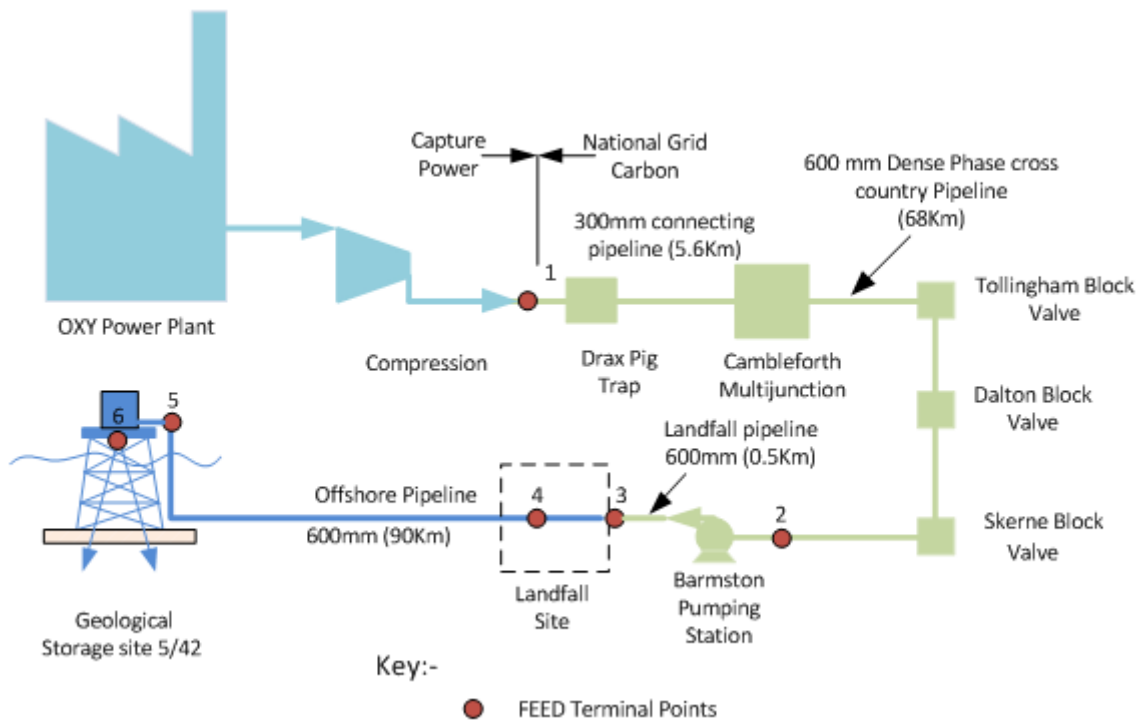 Capture
Power
National Grid
Carbon
600 mm Dense Phase cross
country Pipeline
(68Km)
300mm connecting
pipeline (5.6Km)
1
OXY Power Plant
Compression
Drax Pig
Trap
Cambleforth
Multijunction
Tollingham Block
Valve
Dalton Block
Valve
Landfall pipeline
600mm (0.5Km)
5
6
Offshore Pipeline
600mm (90Km)
4
3
2
Skerne Block
Valve
Landfall
Site
Barmston
Pumping
Station
Geological
Storage site 5/42
Key:-
FEED Terminal Points